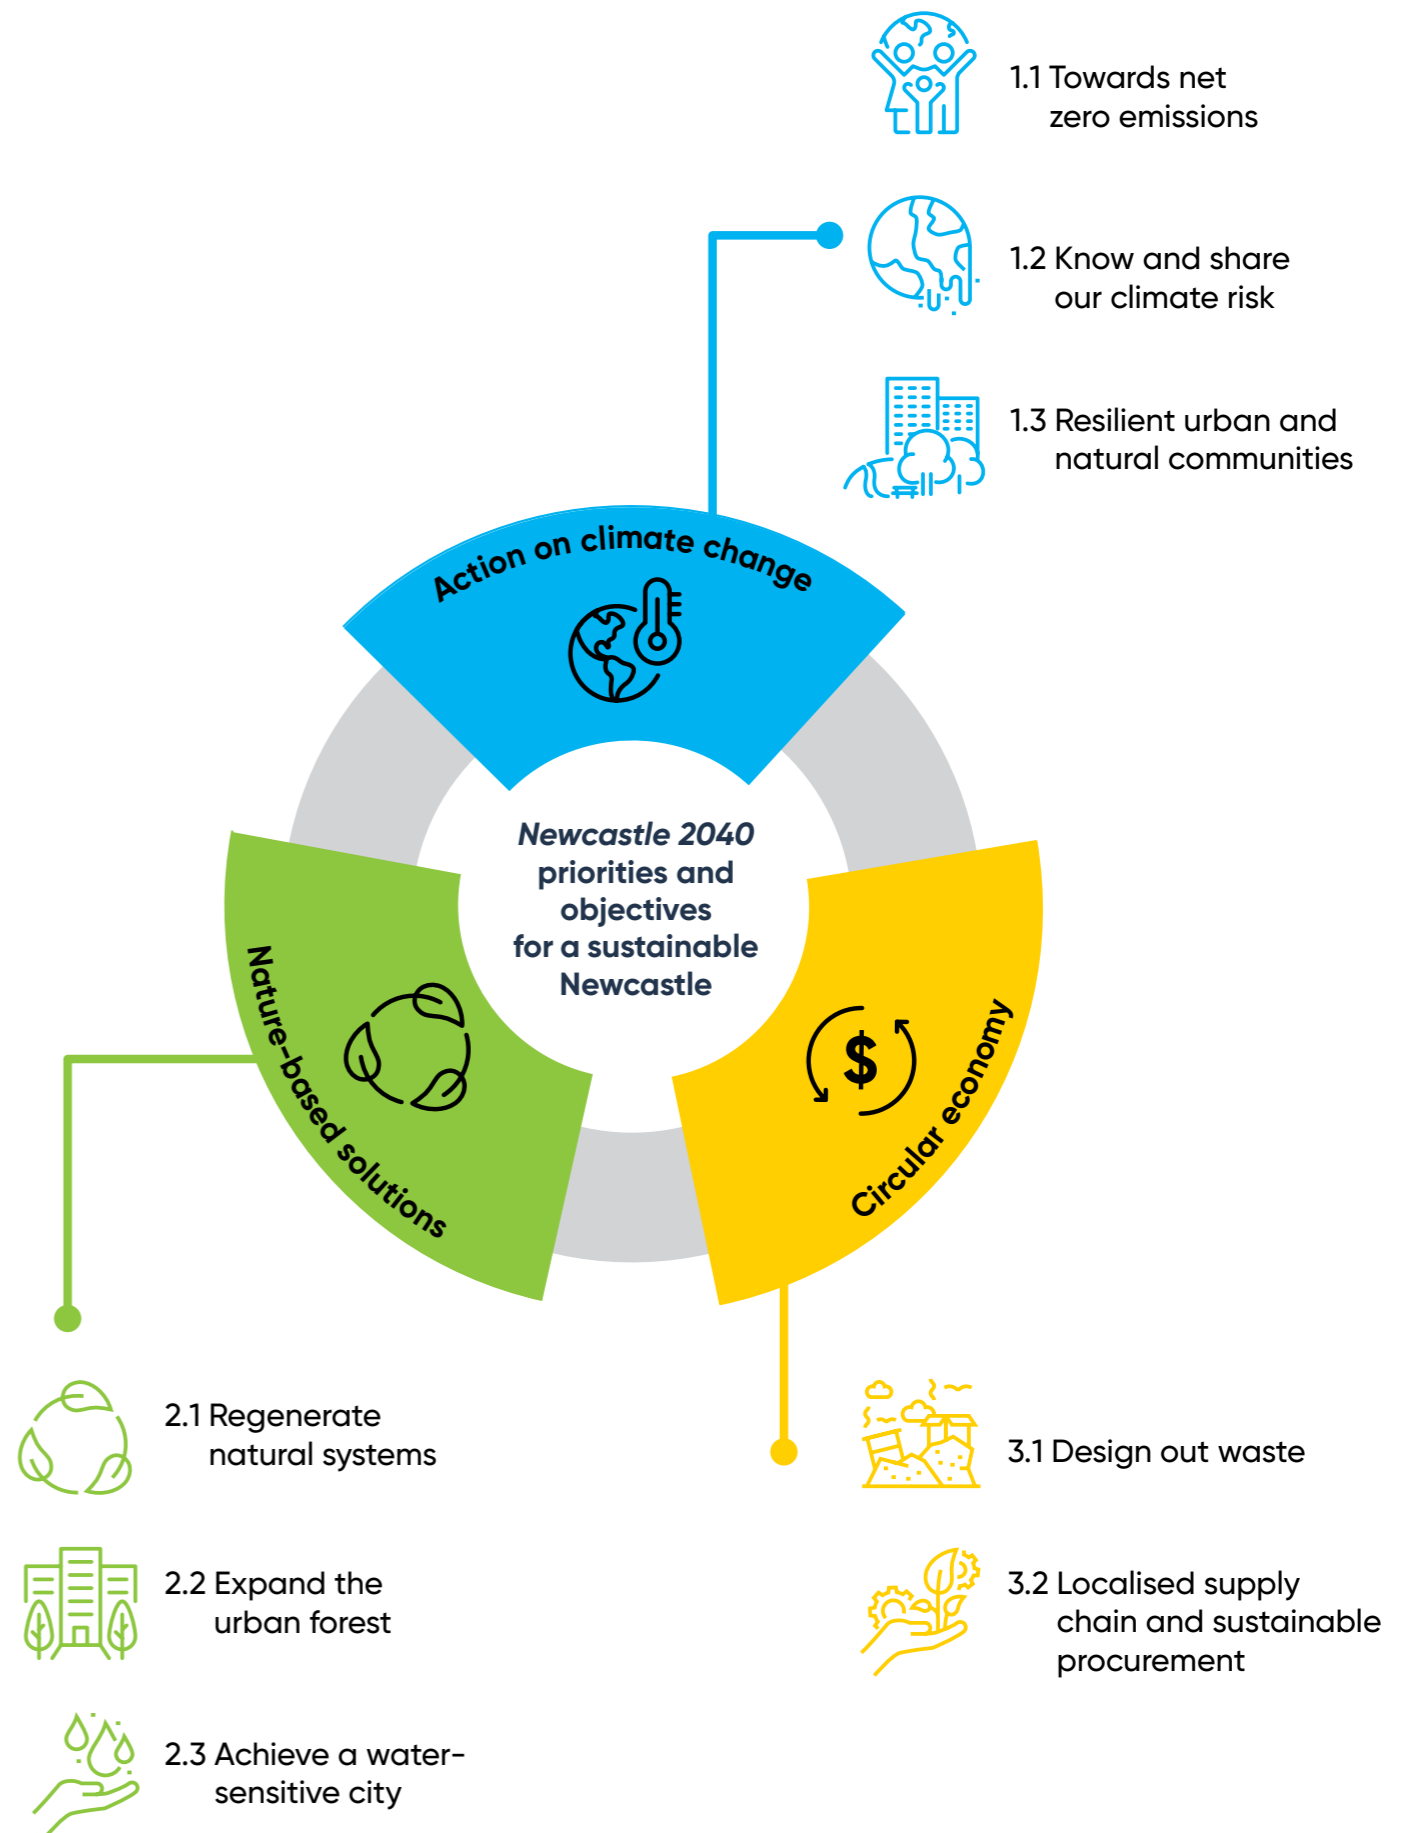 1.1 Towards net
zero emissions
1.2 Know and share
our climate risk
1.3 Resilient urban and
natural communities
Action on climate change
Newcastle 2040
priorities and
objectives
for a sustainable
Newcastle
Nature-based solutions
$
Circular economy
2.1 Regenerate
natural systems
2.2 Expand the
urban forest
2.3 Achieve a water-
sensitive city
3.1 Design out waste
3.2 Localised supply
chain and sustainable
procurement